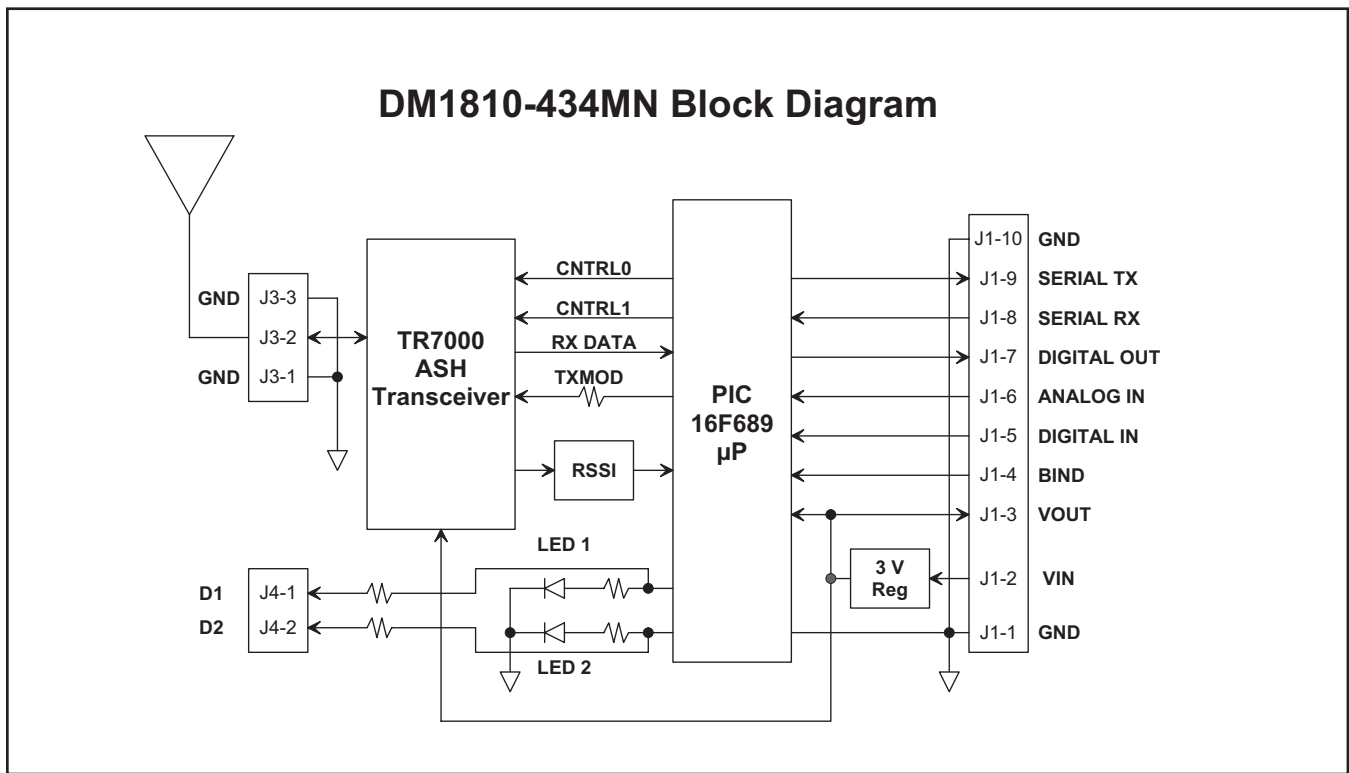 DM1810-434MN Block Diagram
GND
J3-3
J3-2
GND
J3-1
TR7000
ASH
Transceiver
CNTRL0
CNTRL1
RX DATA
TXMOD
RSSI
PIC
16F689
µP
J1-10 GND
J1-9 SERIAL TX
J1-8 SERIAL RX
J1-7 DIGITAL OUT
J1-6 ANALOG IN
J1-5 DIGITAL IN
J1-4 BIND
J1-3 VOUT
3 V
Reg
J1-2 VIN
J1-1 GND
LED 1
D1 J4-1
D2 J4-2
LED 2